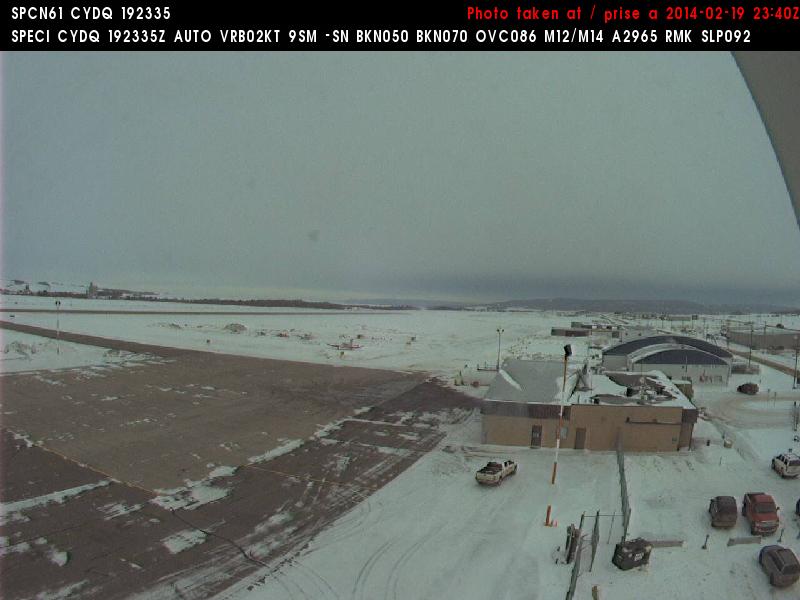 SPCN61 CYDQ 192335 Photo taken at / prise a 2014-02-19 23:40Z
SPECI CYDQ 192335Z AUTO VRB02KT 9SM -SN BKN050 BKN070 OVC086 M12/M14 A2965 RMK SLP092